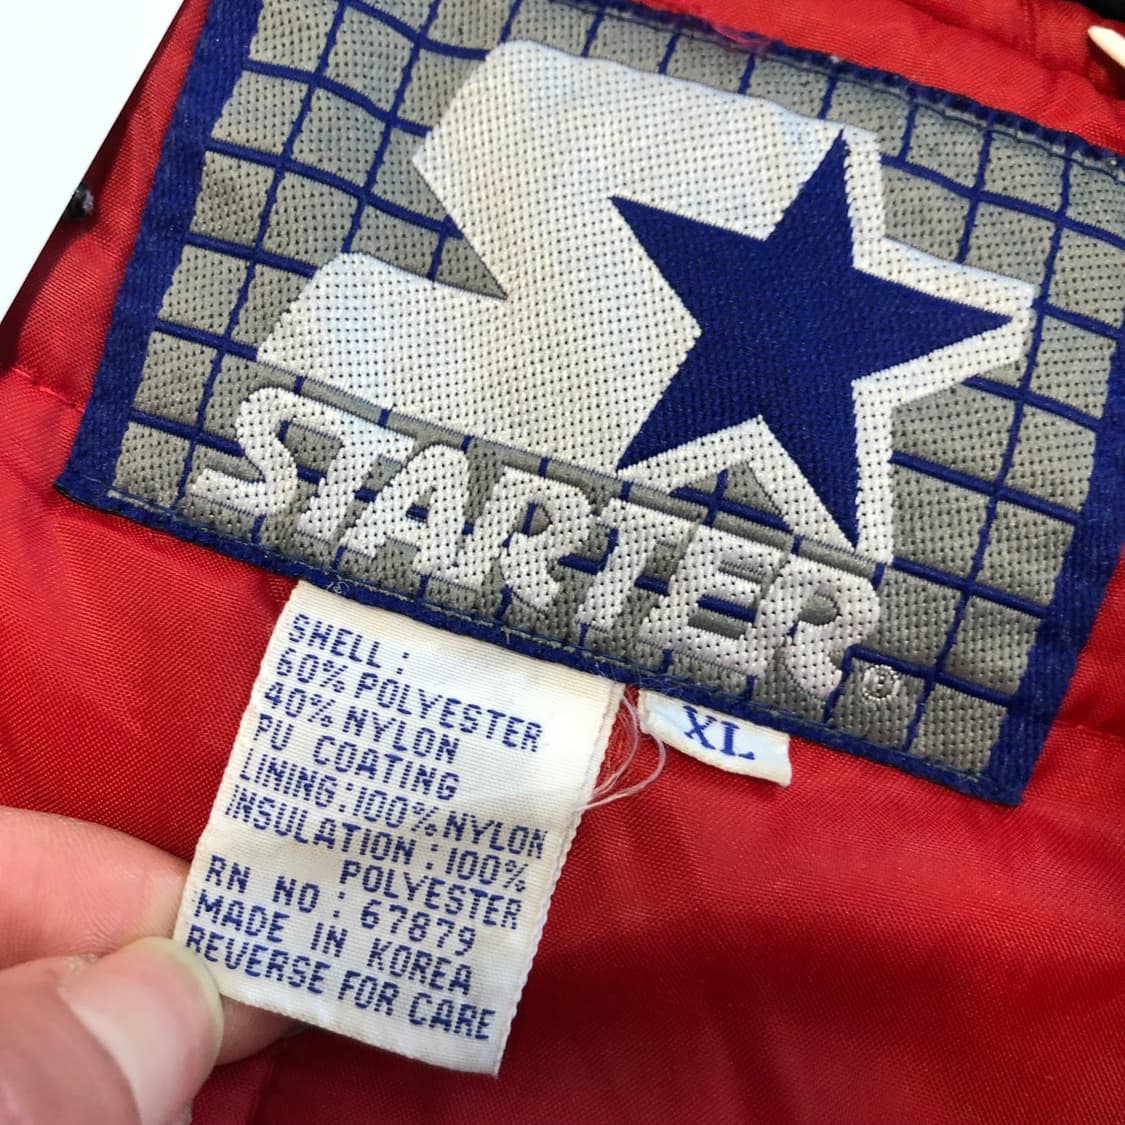 STARTER®
XL
SHELL :
60% POLYESTER
40% NYLON
PU COATING
LINING:100% NYLON
INSULATION : 100%
POLYESTER
RN NO : 67879
MADE IN KOREA
REVERSE FOR CARE